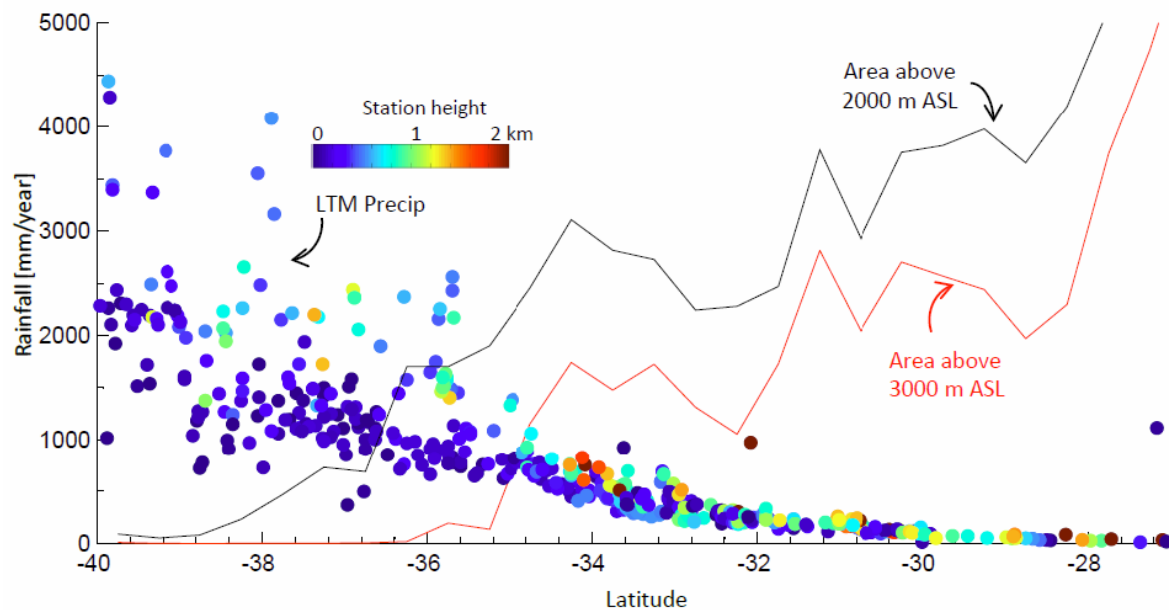 5000
4000
3000
2000
1000
0
Rainfall [mm/year]
Station height
0 1 2 km
LTM Precip
Area above
2000 m ASL
Area above
3000 m ASL
-40 -38 -36 -34 -32 -30 -28
Latitude